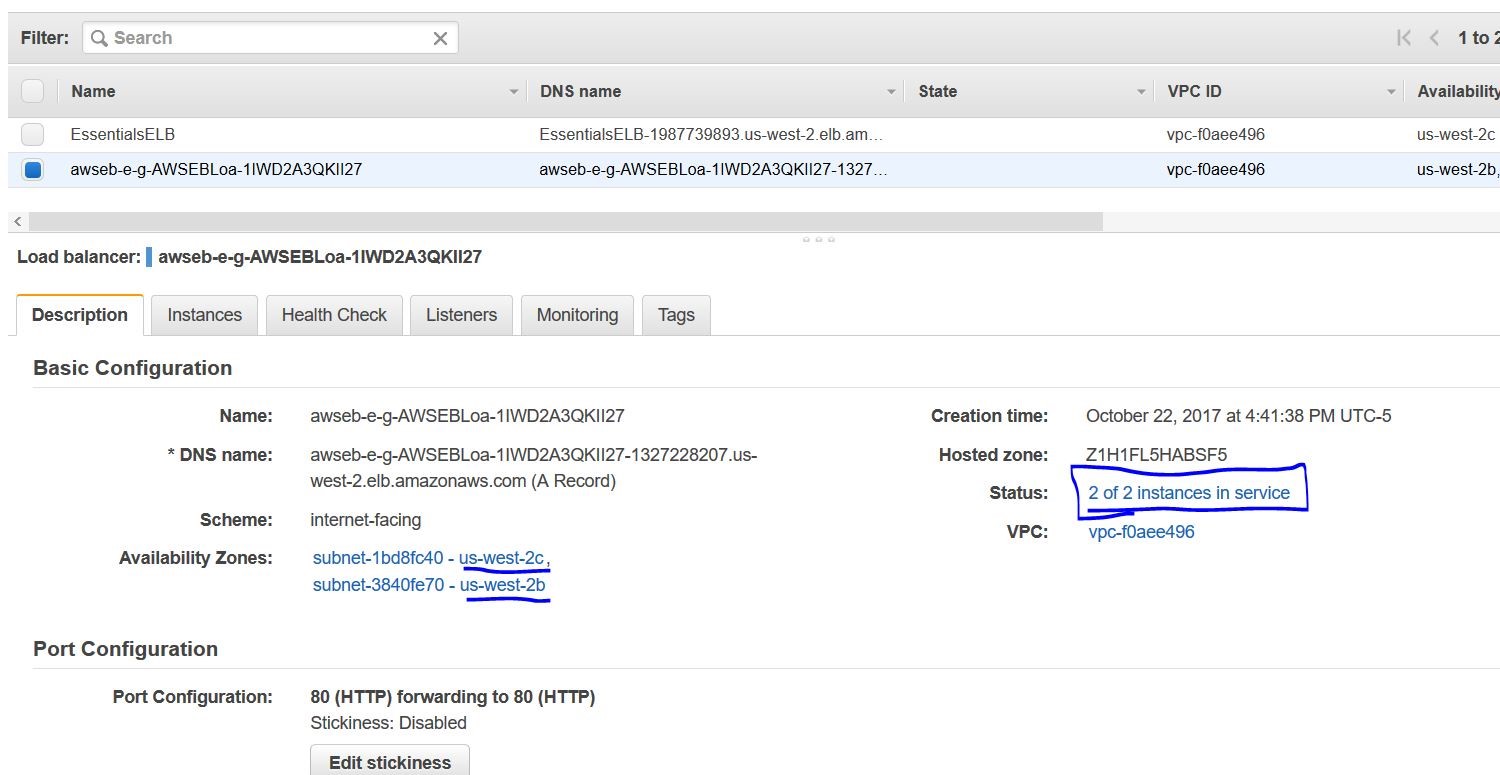 Filter: Search 1 to 2
Name DNS name State VPC ID Availability
EssentialsELB EssentialsELB-1987739893.us-west-2.elb.am... vpc-f0aee496 us-west-2c
awseb-e-g-AWSEBLoa-1IWD2A3QKII27 awseb-e-g-AWSEBLoa-1IWD2A3QKII27-1327... vpc-f0aee496 us-west-2b,
Load balancer: awseb-e-g-AWSEBLoa-1IWD2A3QKII27
Description Instances Health Check Listeners Monitoring Tags
Basic Configuration
Name: awseb-e-g-AWSEBLoa-1IWD2A3QKII27 Creation time: October 22, 2017 at 4:41:38 PM UTC-5
* DNS name: awseb-e-g-AWSEBLoa-1IWD2A3QKII27-1327228207.us- Hosted zone: Z1H1FL5HABSF5
west-2.elb.amazonaws.com (A Record)
Status: 2 of 2 instances in service
Scheme: internet-facing VPC: vpc-f0aee496
Availability Zones: subnet-1bd8fc40 - us-west-2c,
subnet-3840fe70 - us-west-2b
Port Configuration
Port Configuration: 80 (HTTP) forwarding to 80 (HTTP)
Stickiness: Disabled
Edit stickiness